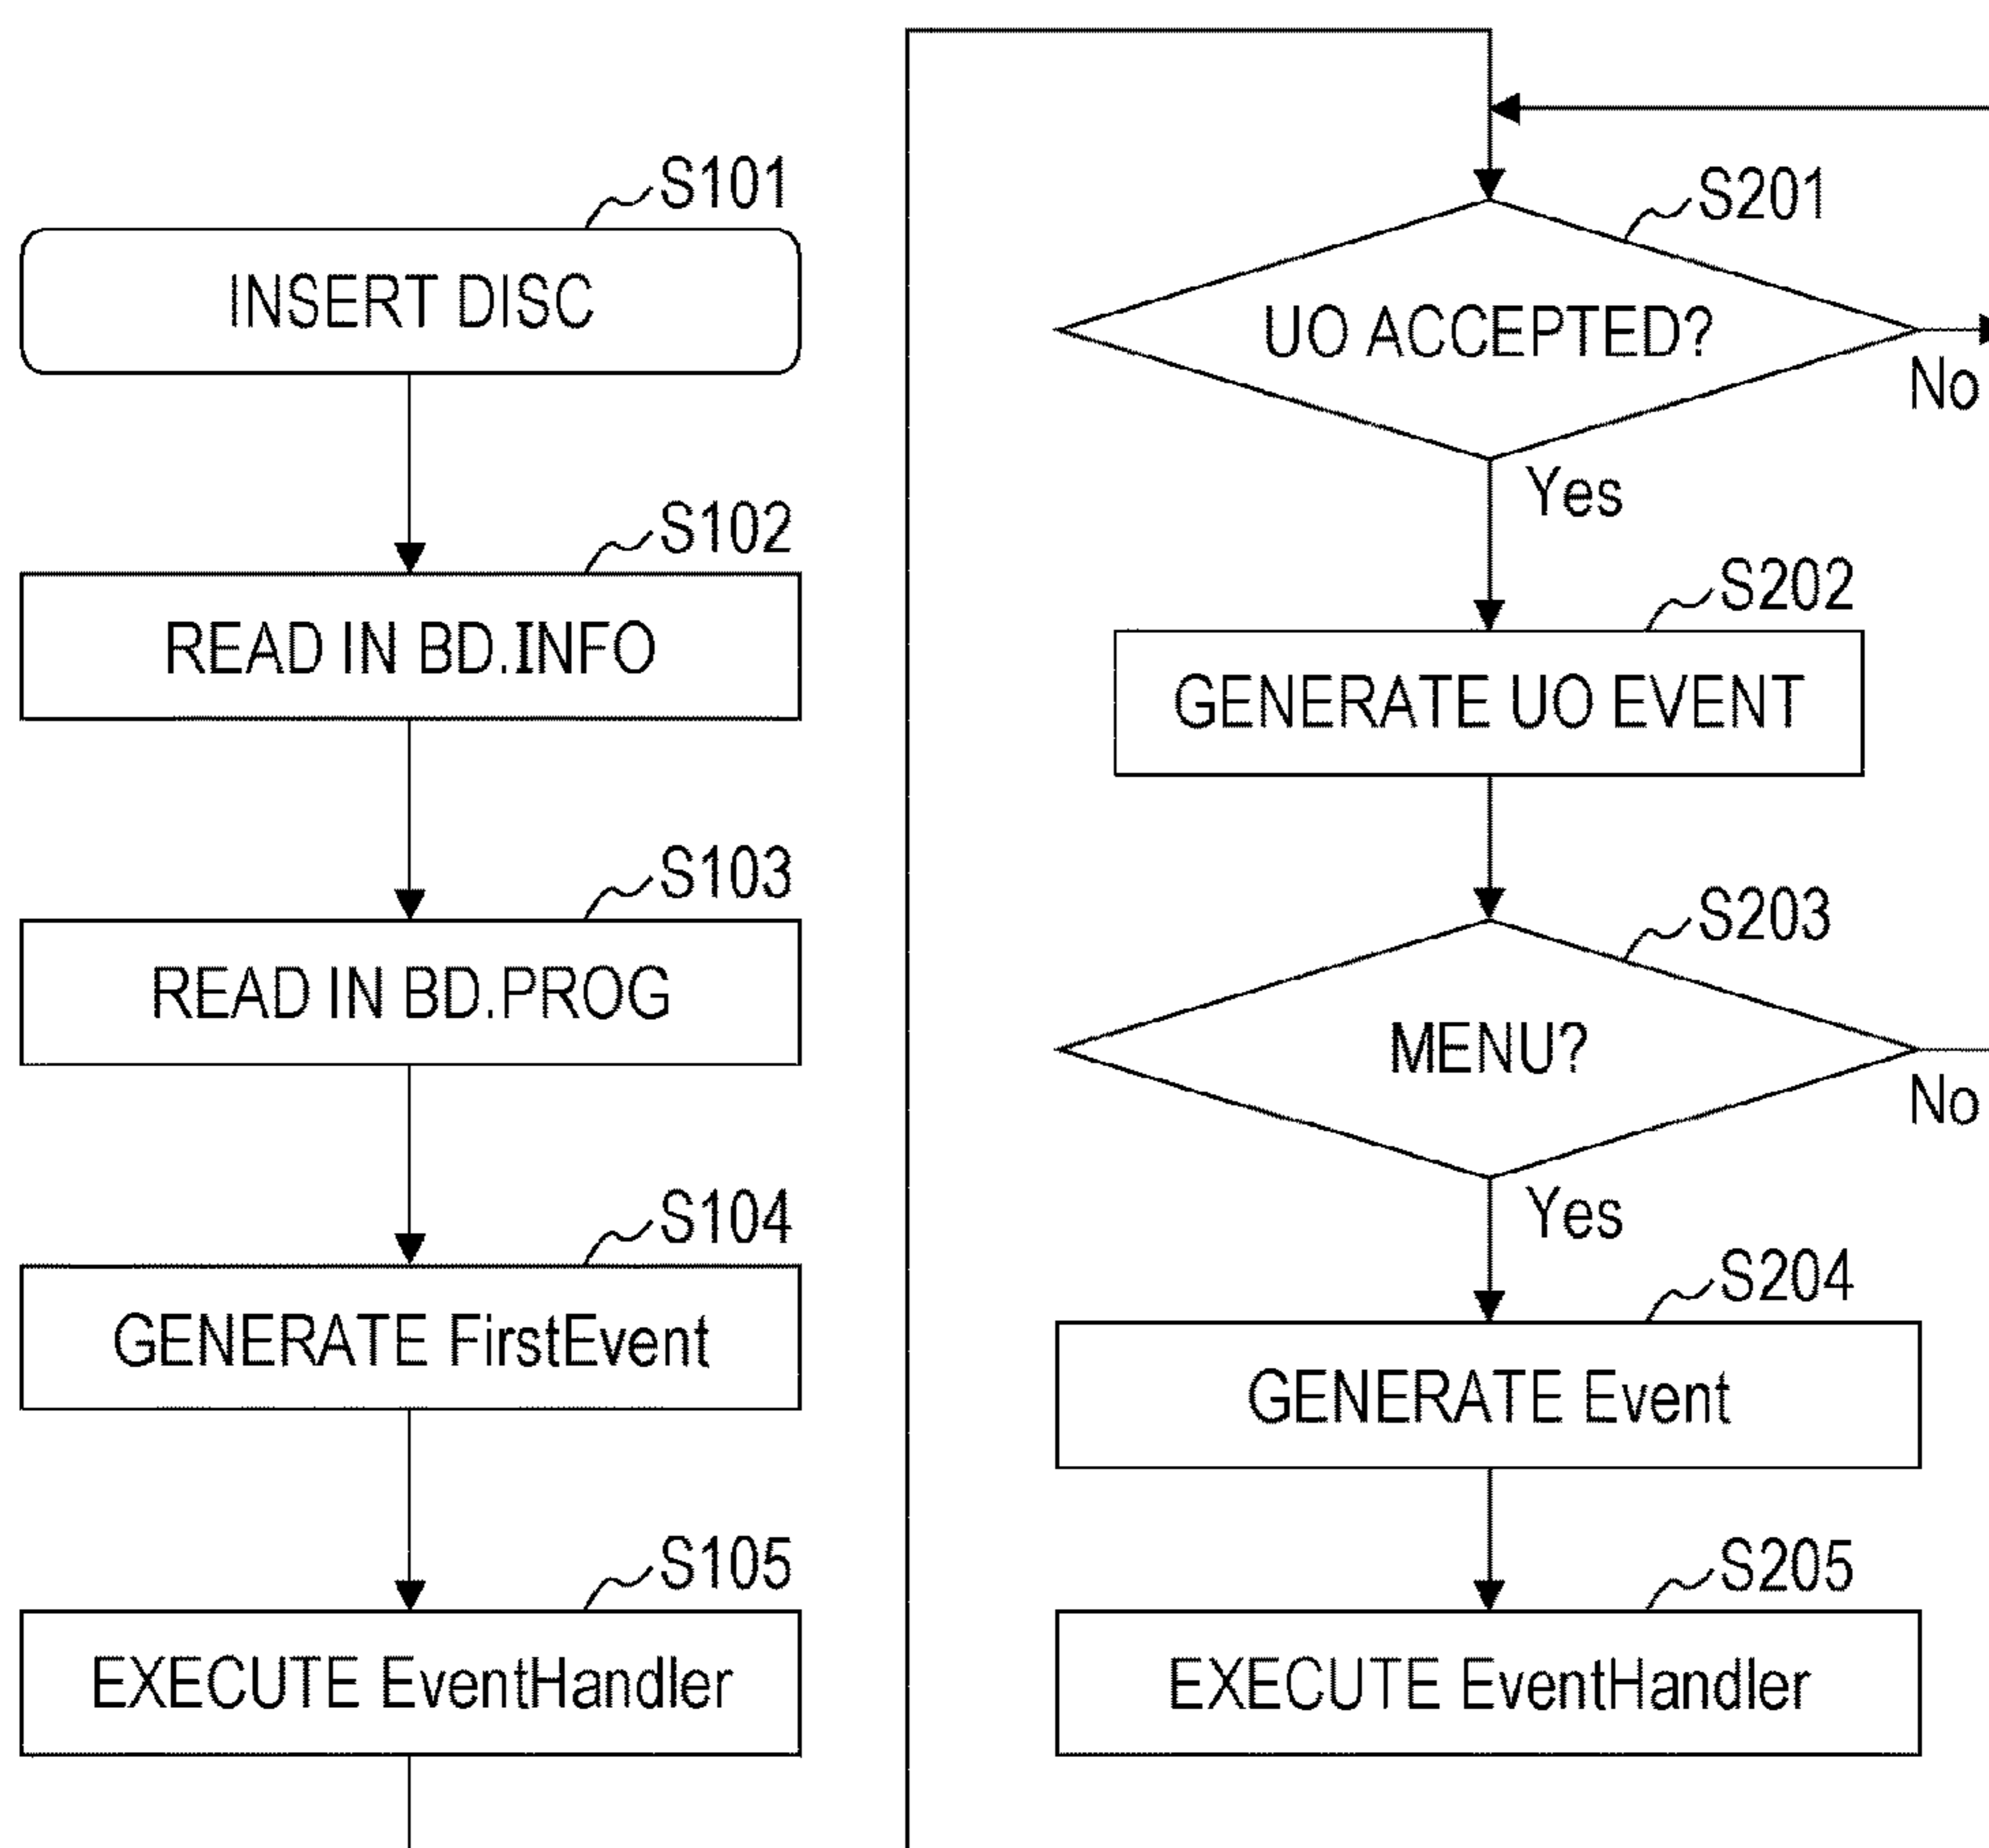 S101
INSERT DISC
S102
READ IN BD.INFO
S103
READ IN BD.PROG
S104
GENERATE FirstEvent
S105
EXECUTE EventHandler
S201
UO ACCEPTED?
No
Yes
S202
GENERATE UO EVENT
S203
MENU?
No
Yes
S204
GENERATE Event
S205
EXECUTE EventHandler